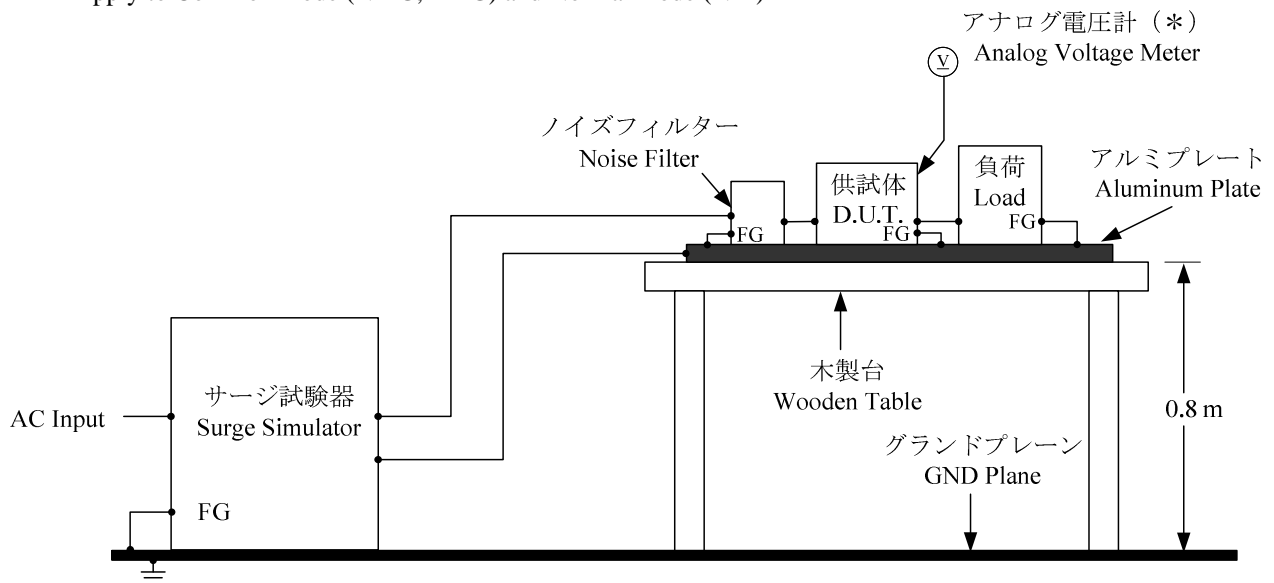 アナログ電圧計（＊）
Analog Voltage Meter
V
ノイズフィルター
Noise Filter
供試体
D.U.T.
負荷
Load
アルミプレート
Aluminum Plate
FG
FG
FG
サージ試験器
Surge Simulator
AC Input
FG
木製台
Wooden Table
0.8 m
グランドプレーン
GND Plane